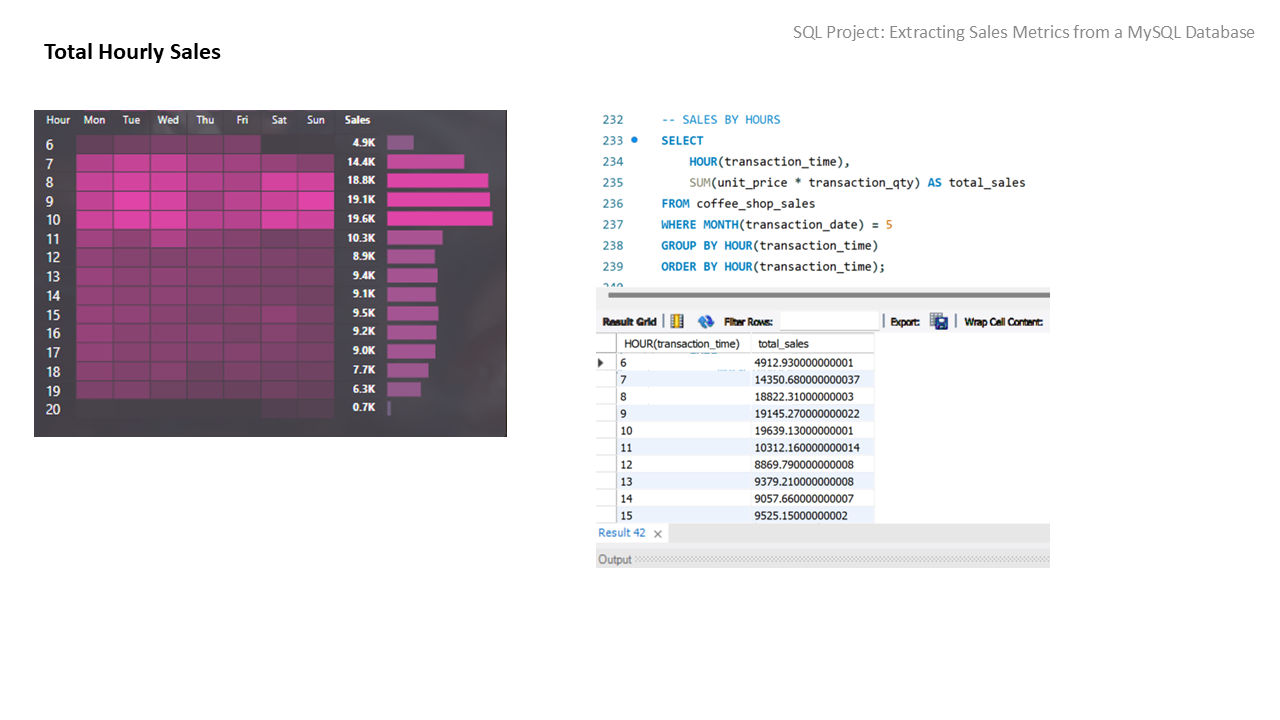 SQL Project: Extracting Sales Metrics from a MySQL Database
Total Hourly Sales
Hour Mon Tue Wed Thu Fri Sat Sun Sales
6 4.9K
7 14.4K
8 18.8K
9 19.1K
10 19.6K
11 10.3K
12 8.9K
13 9.4K
14 9.1K
15 9.5K
16 9.2K
17 9.0K
18 7.7K
19 6.3K
20 0.7K
232 -- SALES BY HOURS
233 SELECT
234 HOUR(transaction_time),
235 SUM(unit_price * transaction_qty) AS total_sales
236 FROM coffee_shop_sales
237 WHERE MONTH(transaction_date) = 5
238 GROUP BY HOUR(transaction_time)
239 ORDER BY HOUR(transaction_time);
Result Grid Filter Rows: Export: Wrap Cell Content:
HOUR(transaction_time) total_sales
6 4912.930000000001
7 14350.680000000037
8 18822.31000000003
9 19145.270000000022
10 19639.13000000001
11 10312.160000000014
12 8869.790000000008
13 9379.210000000008
14 9057.660000000007
15 9525.15000000002
Result 42
Output